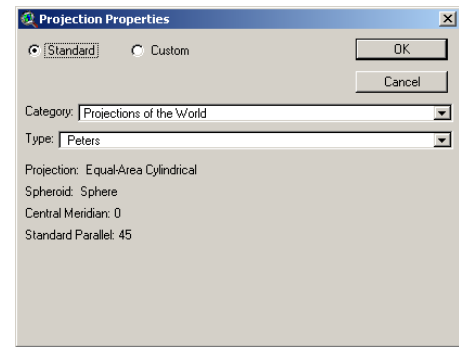 Projection Properties
Standard Custom OK
Cancel
Category: Projections of the World
Type: Peters
Projection: Equal-Area Cylindrical
Spheroid: Sphere
Central Meridian: 0
Standard Parallel: 45